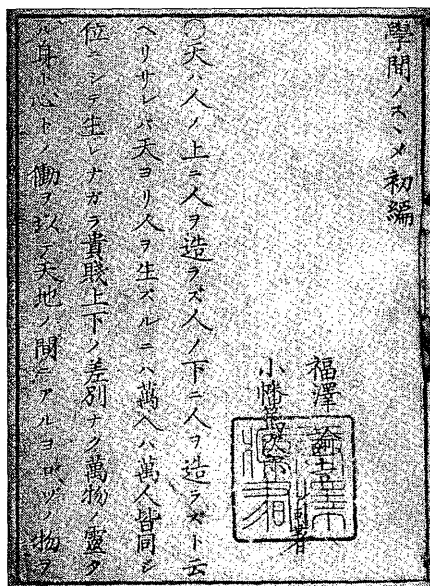 學問ノスヽメ 初編
福澤諭吉
小幡篤次郎
同著
〇天ハ人ノ上ニ人ヲ造ラズ人ノ下ニ人ヲ造ラズト云
ヘリサレバ天ヨリ人ヲ生ズルニハ萬人ハ萬人皆同ジ
位ニシテ生レナガラ貴賤上下ノ差別ナク萬物ノ靈タ
ル身ト心トノ働ヲ以テ天地ノ間ニアルヨロヅノ物ヲ